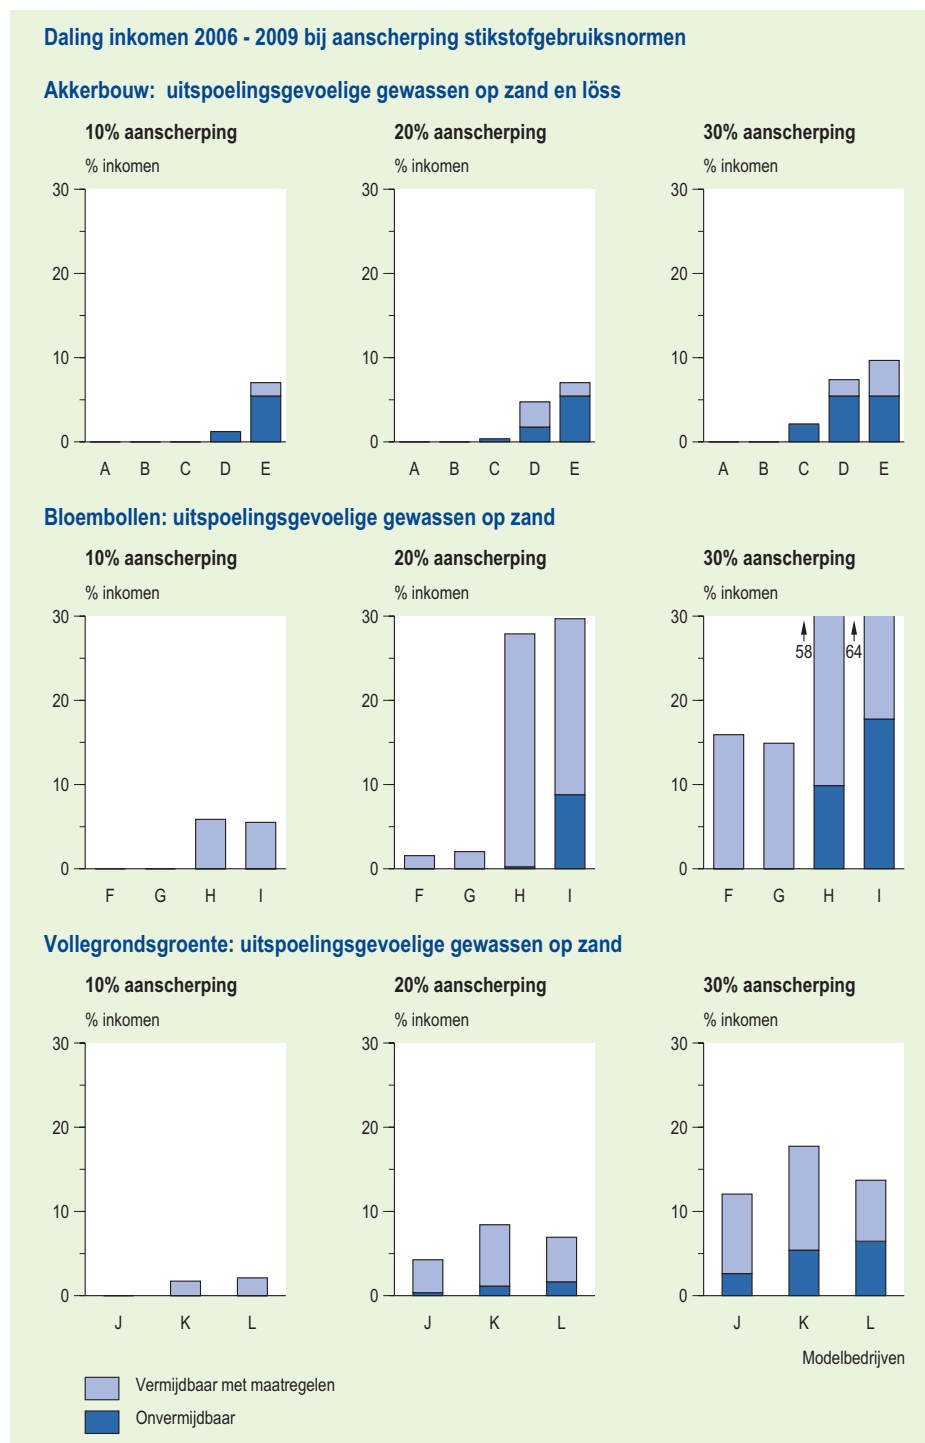 Daling inkomen 2006 - 2009 bij aanscherping stikstofgebruiksnormen
Akkerbouw: uitspoelingsgevoelige gewassen op zand en löss
10% aanscherping
% inkomen
30
20
10
0
A B C D E
20% aanscherping
% inkomen
30
20
10
0
A B C D E
30% aanscherping
% inkomen
30
20
10
0
A B C D E
Bloembollen: uitspoelingsgevoelige gewassen op zand
10% aanscherping
% inkomen
30
20
10
0
F G H I
20% aanscherping
% inkomen
30
20
10
0
F G H I
30% aanscherping
% inkomen
30
58 64
20
10
0
F G H I
Vollegrondsgroente: uitspoelingsgevoelige gewassen op zand
10% aanscherping
% inkomen
30
20
10
0
J K L
20% aanscherping
% inkomen
30
20
10
0
J K L
30% aanscherping
% inkomen
30
20
10
0
J K L
Modelbedrijven
Vermijdbaar met maatregelen
Onvermijdbaar